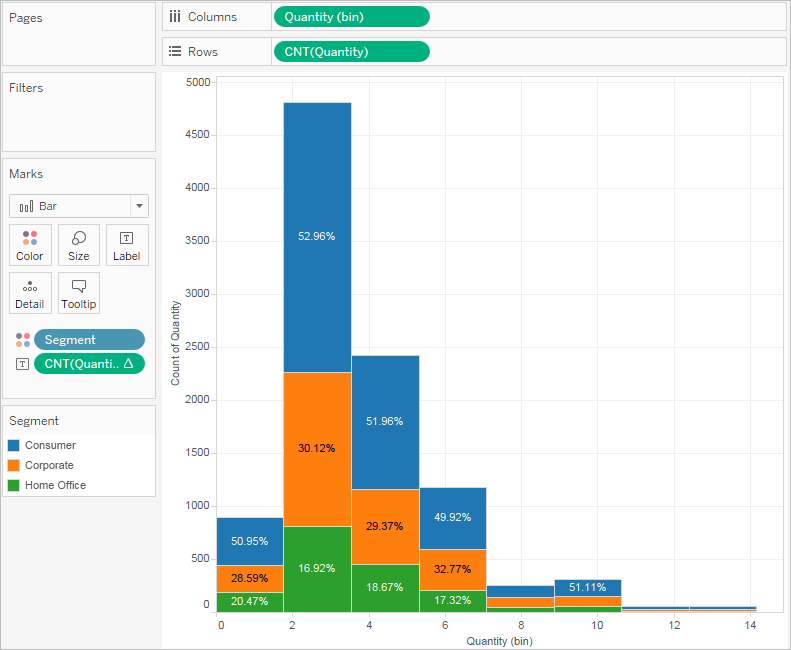 Pages
Columns
Quantity (bin)
Rows
CNT(Quantity)
Filters
Marks
Bar
Color
Size
Label
Detail
Tooltip
Segment
CNT(Quanti.. Δ
Segment
Consumer
Corporate
Home Office
5000
4500
4000
3500
3000
2500
2000
1500
1000
500
0
Count of Quantity
52.96%
30.12%
16.92%
51.96%
29.37%
18.67%
50.95%
28.59%
20.47%
49.92%
32.77%
17.32%
51.11%
0 2 4 6 8 10 12 14
Quantity (bin)